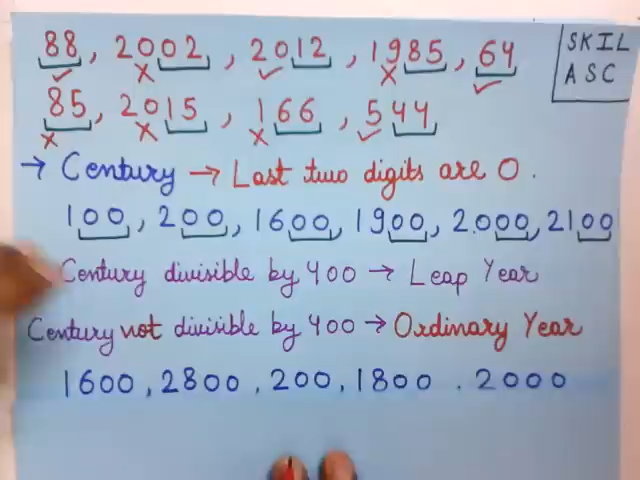 88, 2002, 2012, 1985, 64
85, 2015, 166, 544
SKIL
ASC
→ Century → Last two digits are 0.
100, 200, 1600, 1900, 2000, 2100
Century divisible by 400 → Leap Year
Century not divisible by 400 → Ordinary Year
1600, 2800, 200, 1800. 2000